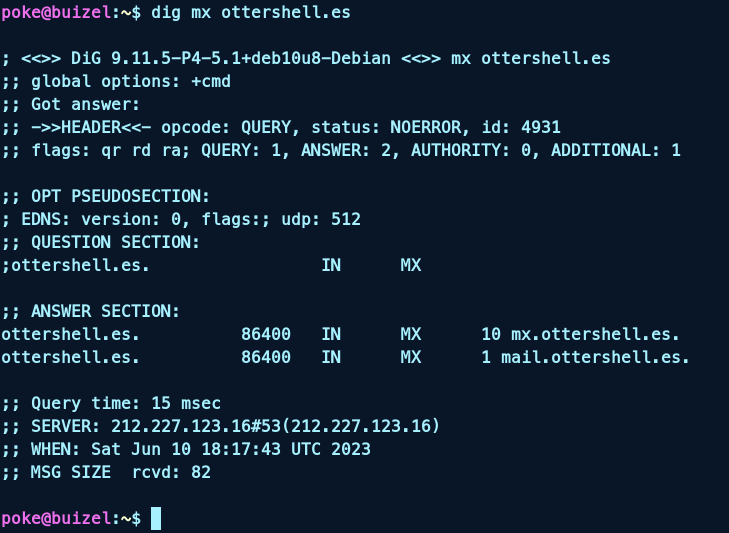 poke@buizel:~$ dig mx ottershell.es
; <<>> DiG 9.11.5-P4-5.1+deb10u8-Debian <<>> mx ottershell.es
;; global options: +cmd
;; Got answer:
;; ->>HEADER<<- opcode: QUERY, status: NOERROR, id: 4931
;; flags: qr rd ra; QUERY: 1, ANSWER: 2, AUTHORITY: 0, ADDITIONAL: 1
;; OPT PSEUDOSECTION:
; EDNS: version: 0, flags:; udp: 512
;; QUESTION SECTION:
;ottershell.es.                 IN      MX
;; ANSWER SECTION:
ottershell.es.          86400   IN      MX      10 mx.ottershell.es.
ottershell.es.          86400   IN      MX      1 mail.ottershell.es.
;; Query time: 15 msec
;; SERVER: 212.227.123.16#53(212.227.123.16)
;; WHEN: Sat Jun 10 18:17:43 UTC 2023
;; MSG SIZE  rcvd: 82
poke@buizel:~$